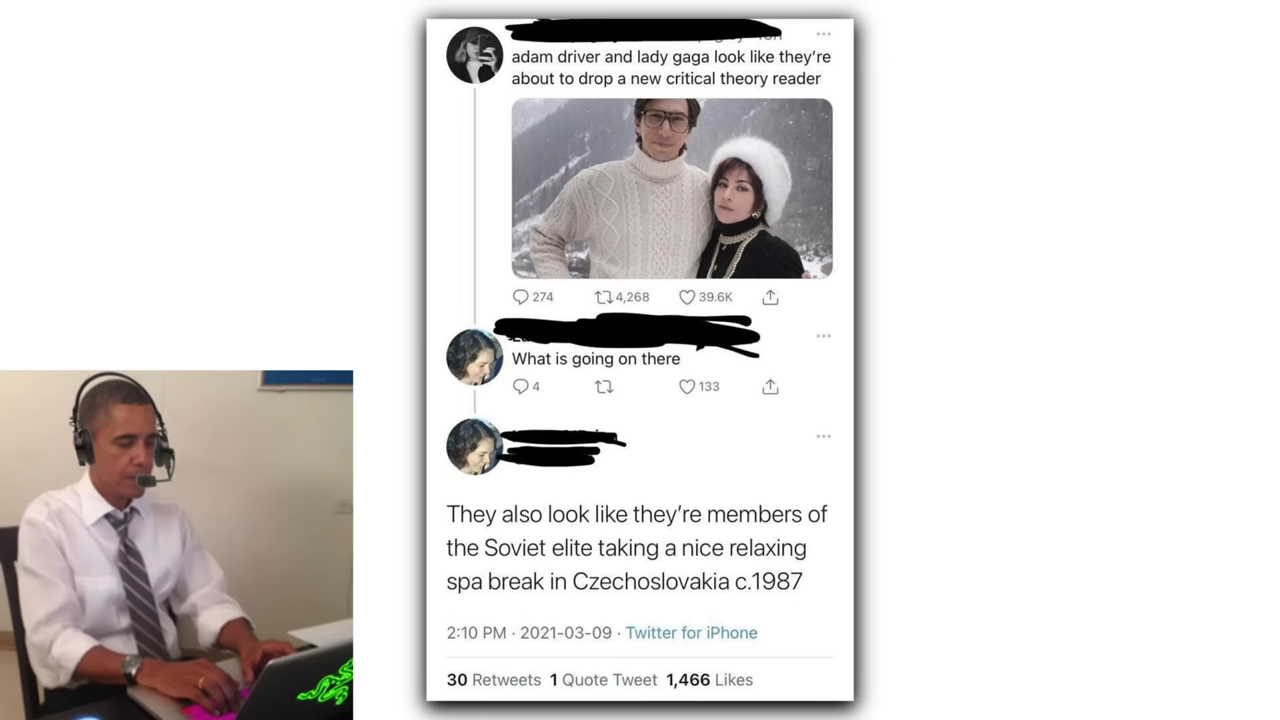 adam driver and lady gaga look like they're
about to drop a new critical theory reader
274 4,268 39.6K
What is going on there
4 133
They also look like they're members of
the Soviet elite taking a nice relaxing
spa break in Czechoslovakia c.1987
2:10 PM · 2021-03-09 · Twitter for iPhone
30 Retweets 1 Quote Tweet 1,466 Likes